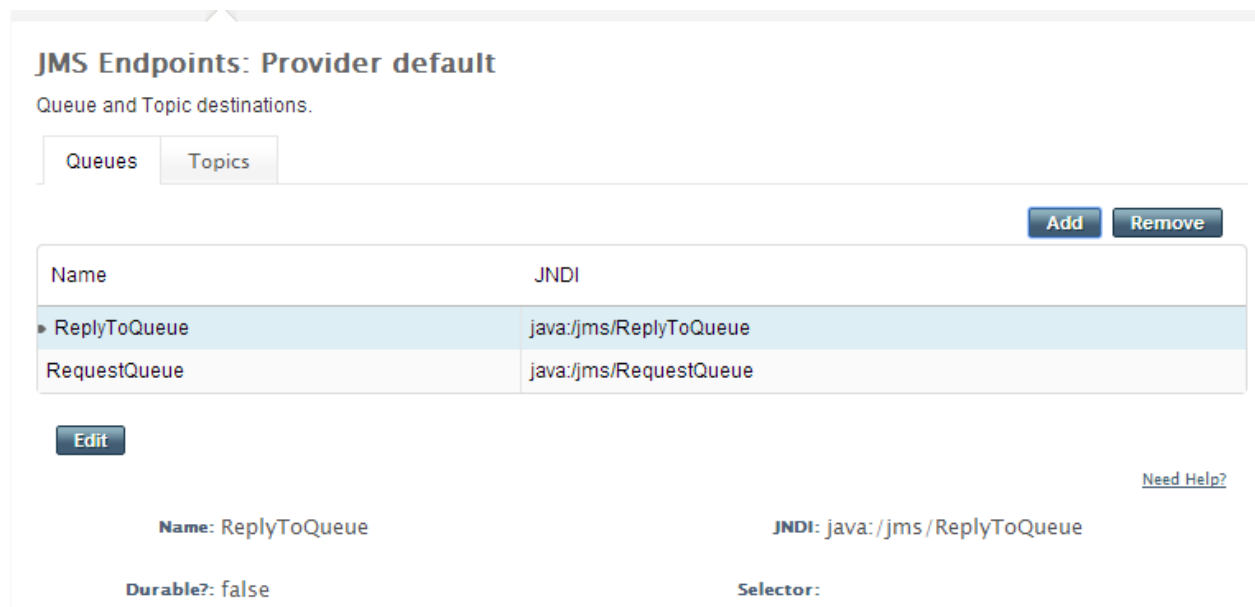 JMS Endpoints: Provider default
Queue and Topic destinations.
Queues Topics
Add Remove
Name JNDI
ReplyToQueue java:/jms/ReplyToQueue
RequestQueue java:/jms/RequestQueue
Edit
Need Help?
Name: ReplyToQueue JNDI: java:/jms/ReplyToQueue
Durable?: false Selector: